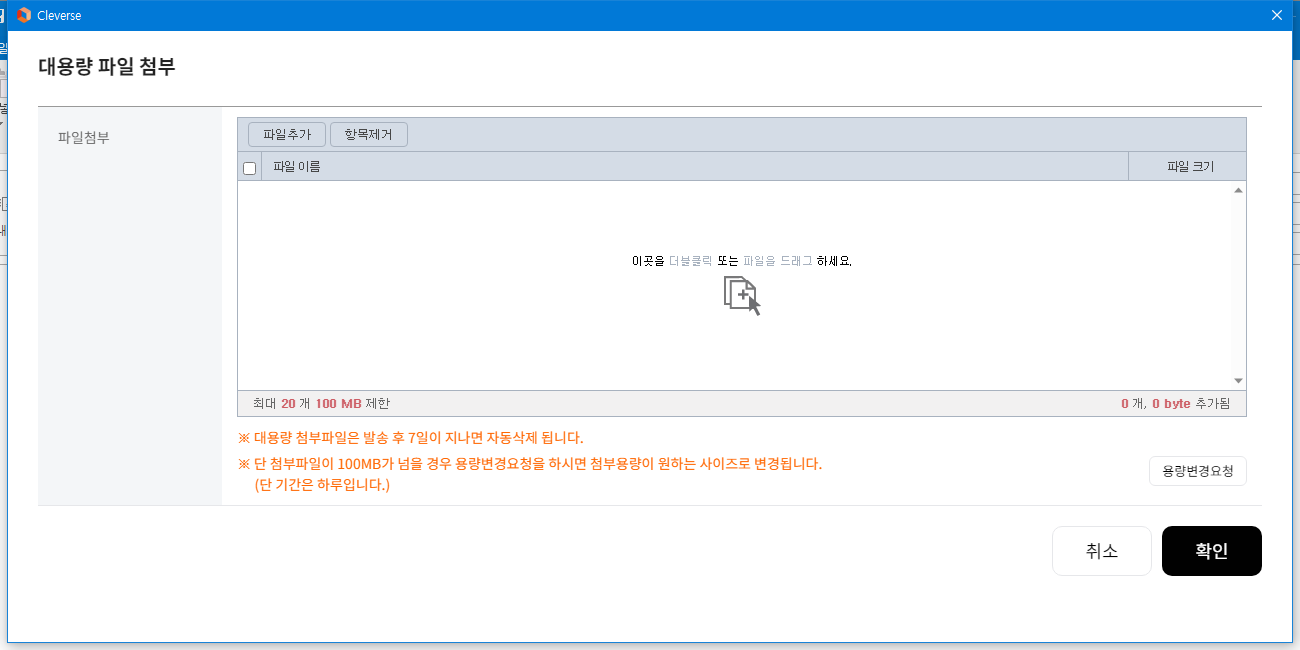 Cleverse
대용량 파일 첨부
파일첨부
파일추가 항목제거
파일 이름 파일 크기
이곳을 더블클릭 또는 파일을 드래그 하세요.
최대 20 개 100 MB 제한 0 개, 0 byte 추가됨
※ 대용량 첨부파일은 발송 후 7일이 지나면 자동삭제 됩니다.
※ 단 첨부파일이 100MB가 넘을 경우 용량변경요청을 하시면 첨부용량이 원하는 사이즈로 변경됩니다.
(단 기간은 하루입니다.)
용량변경요청
취소 확인